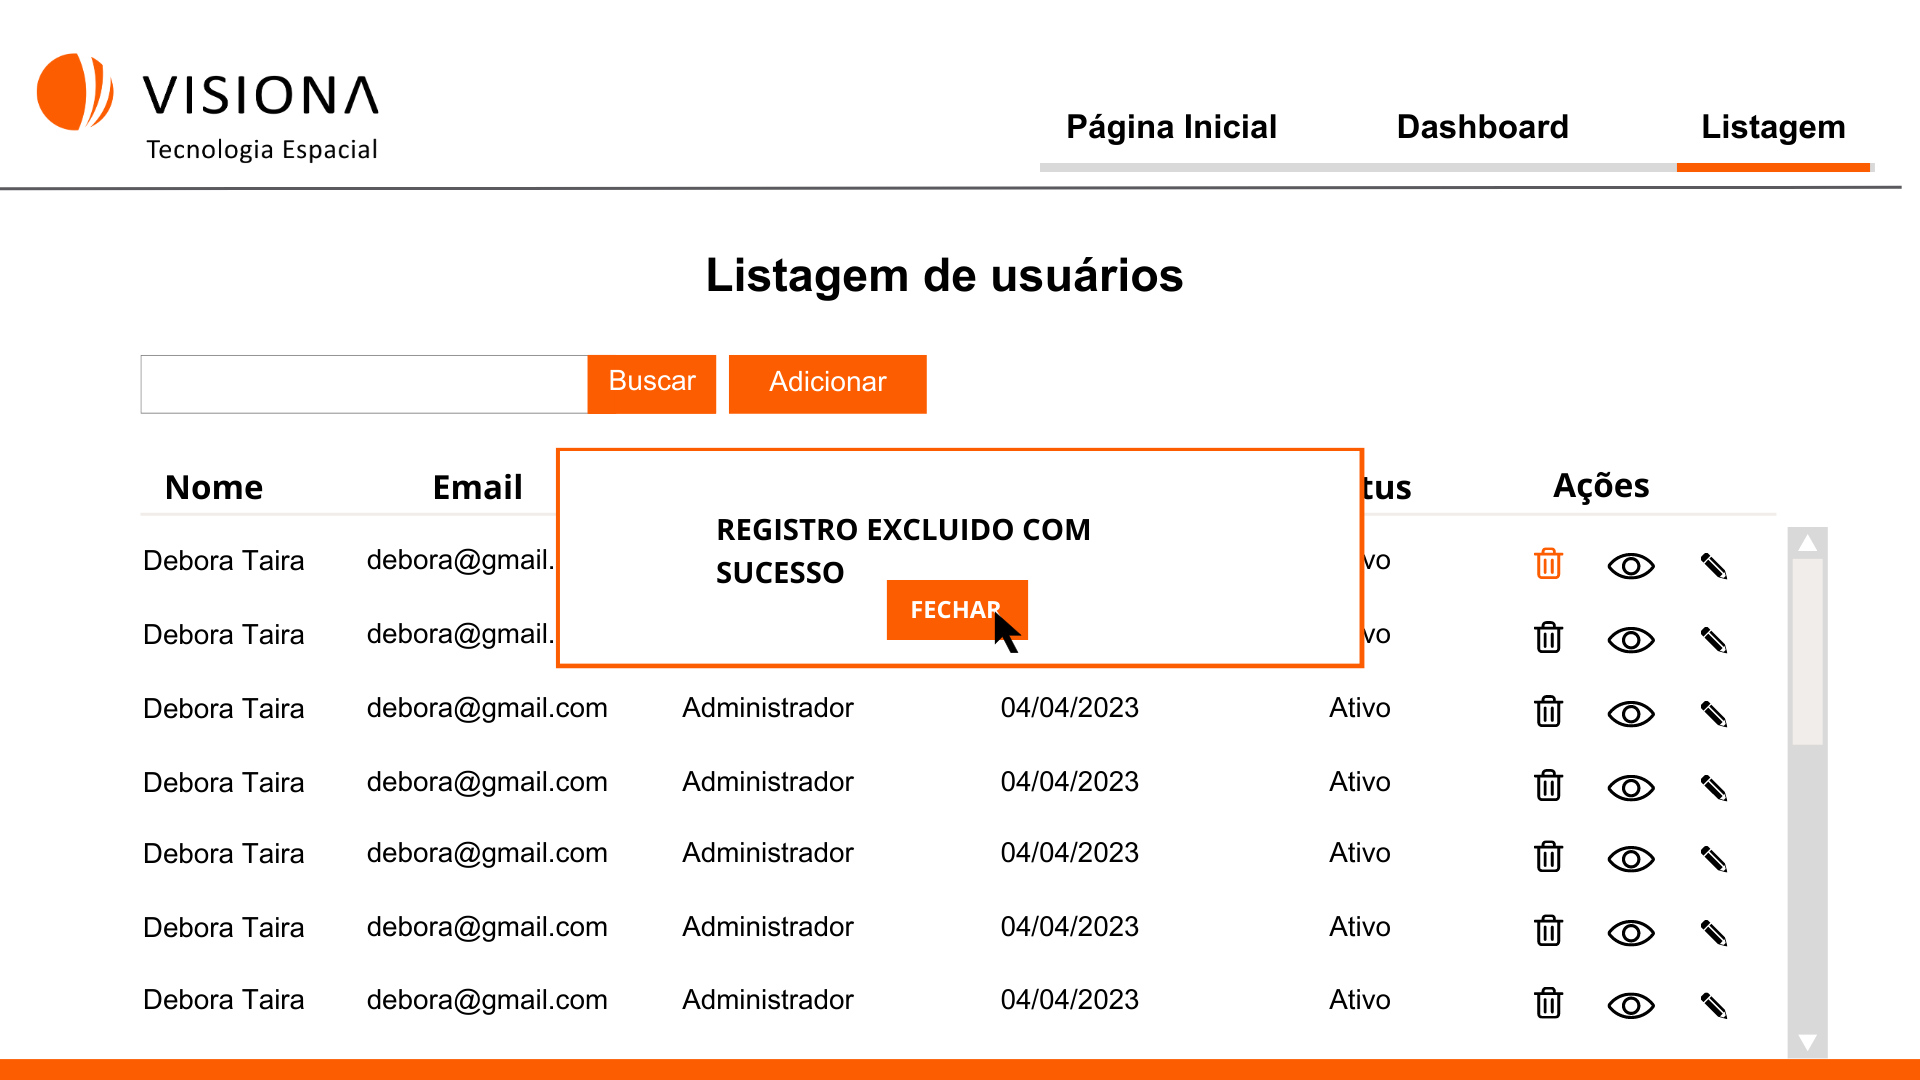 VISIONA
Tecnologia Espacial
Página Inicial Dashboard Listagem
Listagem de usuários
Buscar Adicionar
Nome Email tus Ações
REGISTRO EXCLUIDO COM
SUCESSO
FECHAR
Debora Taira debora@gmail. vo
Debora Taira debora@gmail. vo
Debora Taira debora@gmail.com Administrador 04/04/2023 Ativo
Debora Taira debora@gmail.com Administrador 04/04/2023 Ativo
Debora Taira debora@gmail.com Administrador 04/04/2023 Ativo
Debora Taira debora@gmail.com Administrador 04/04/2023 Ativo
Debora Taira debora@gmail.com Administrador 04/04/2023 Ativo